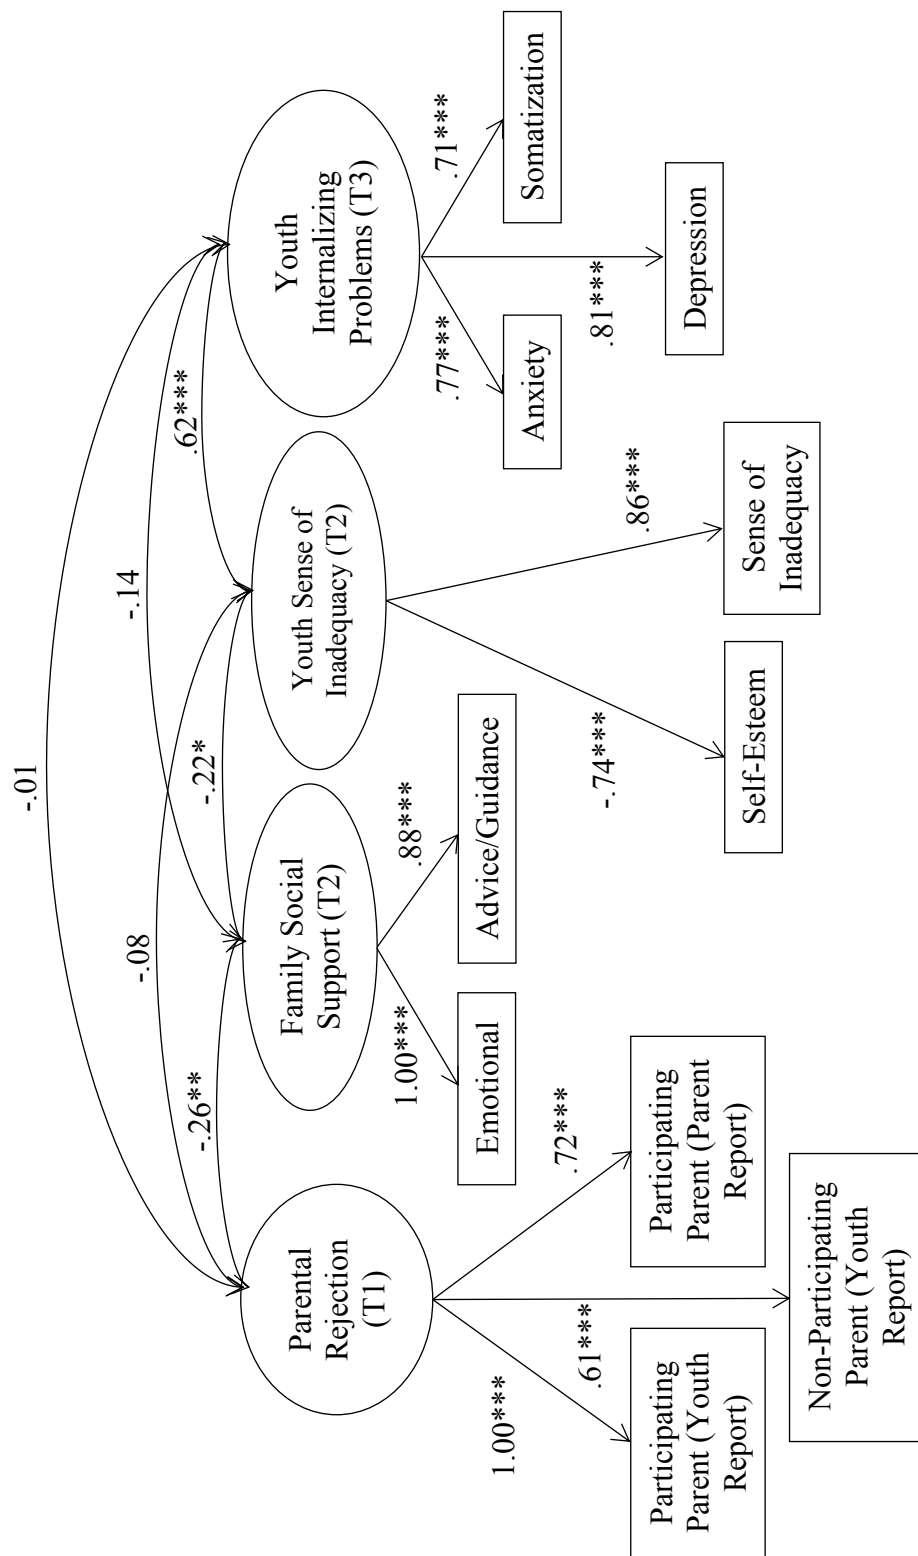 -.01
-.14
-.08
-.26**
-.22*
.62***
Parental
Rejection
(T1)
Family Social
Support (T2)
Youth Sense of
Inadequacy (T2)
Youth
Internalizing
Problems (T3)
1.00***
.61***
.72***
1.00***
.88***
-.74***
.86***
.77***
.81***
.71***
Participating
Parent (Youth
Report)
Non-Participating
Parent (Youth
Report)
Participating
Parent (Parent
Report)
Emotional
Advice/Guidance
Self-Esteem
Sense of
Inadequacy
Anxiety
Depression
Somatization